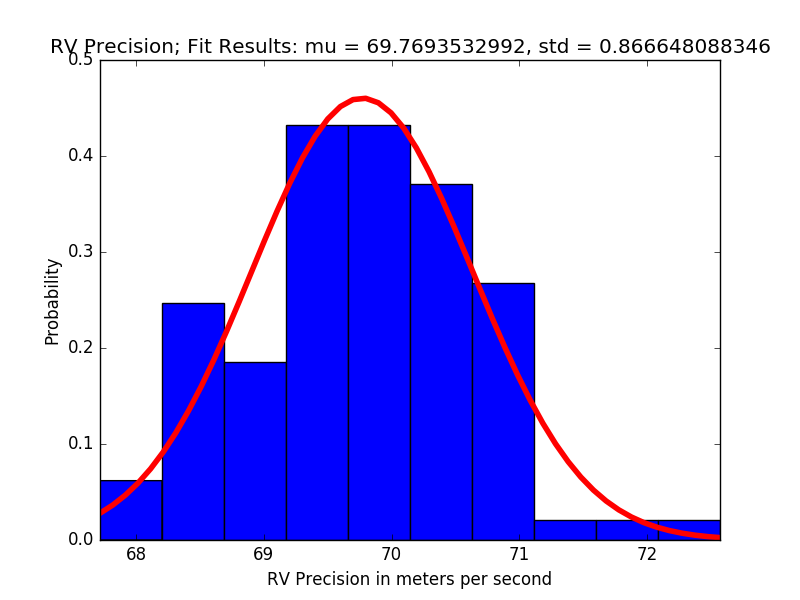 RV Precision; Fit Results: mu = 69.7693532992, std = 0.866648088346
0.5
0.4
0.3
0.2
0.1
0.0
Probability
68 69 70 71 72
RV Precision in meters per second